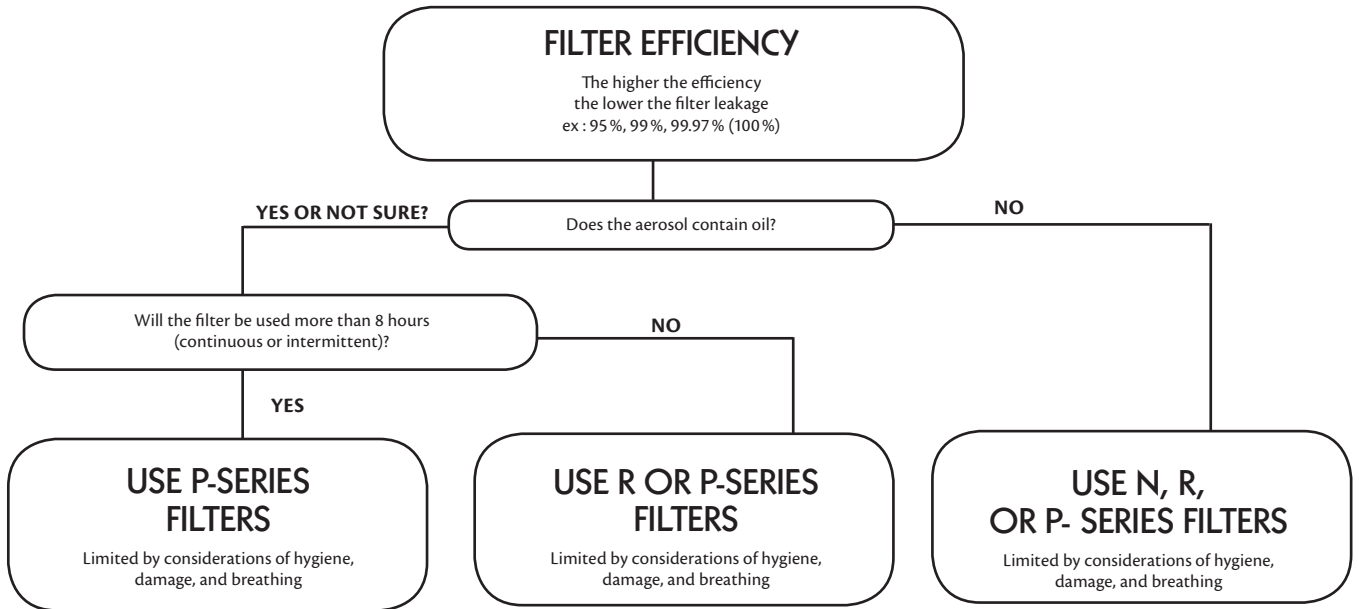 FILTER EFFICIENCY
The higher the efficiency
the lower the filter leakage
ex : 95 %, 99 %, 99.97 % (100 %)
YES OR NOT SURE?
Does the aerosol contain oil?
NO
Will the filter be used more than 8 hours
(continuous or intermittent)?
NO
YES
USE P-SERIES
FILTERS
Limited by considerations of hygiene,
damage, and breathing
USE R OR P-SERIES
FILTERS
Limited by considerations of hygiene,
damage, and breathing
USE N, R,
OR P- SERIES FILTERS
Limited by considerations of hygiene,
damage, and breathing